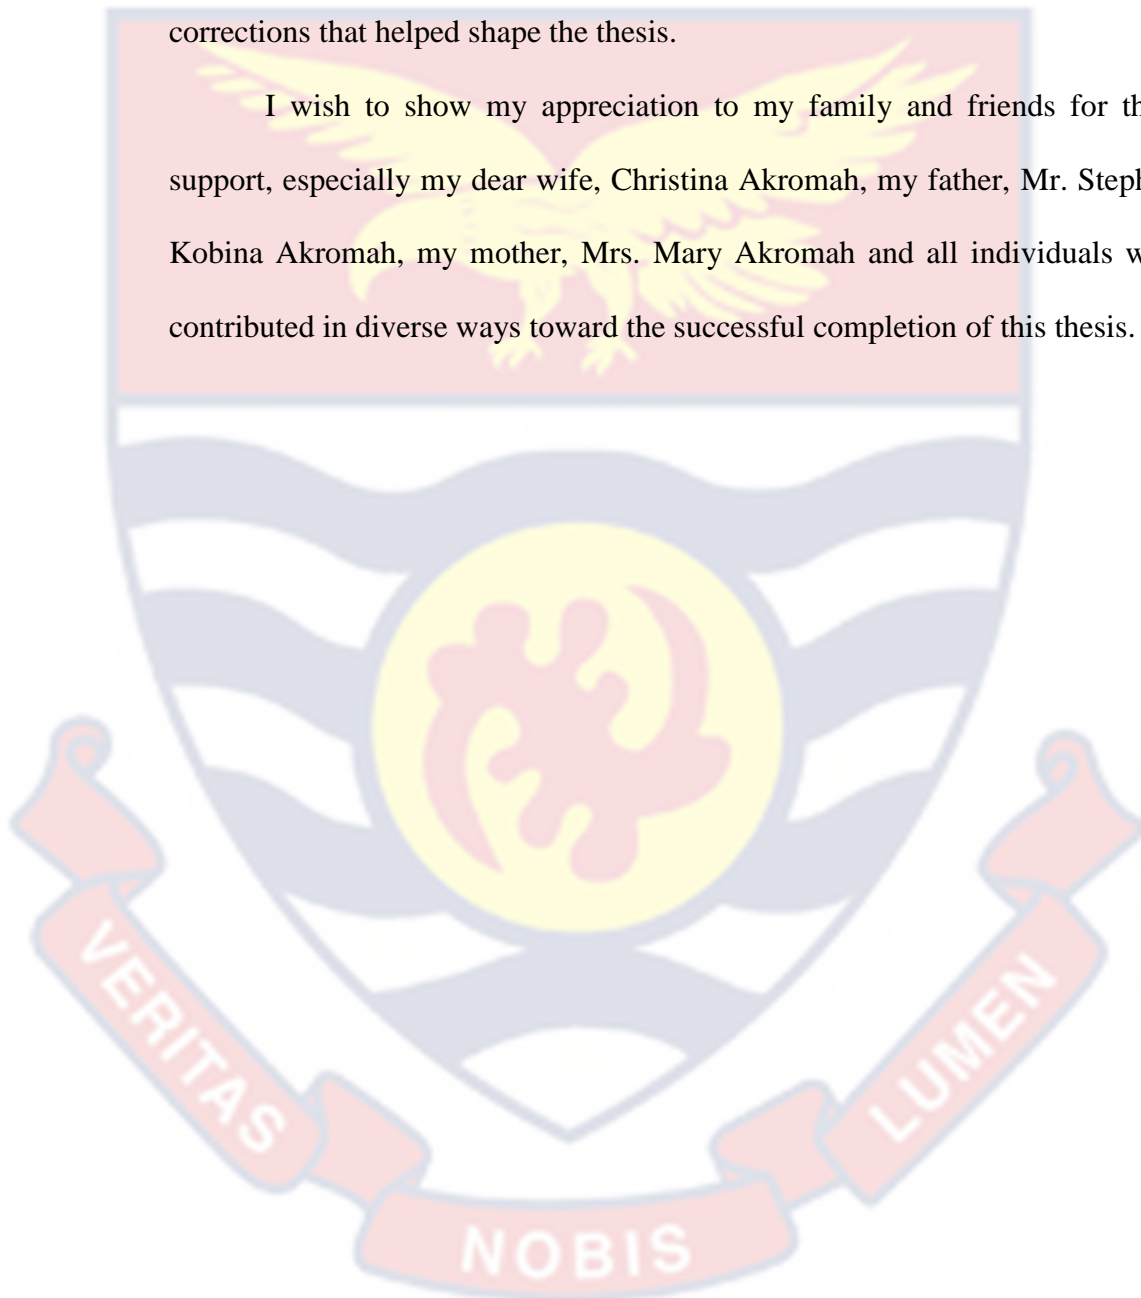 corrections that helped shape the thesis.
I wish to show my appreciation to my family and friends for
support, especially my dear wife, Christina Akromah, my father, Mr.
Kobina Akromah, my mother, Mrs. Mary Akromah and all individuals
contributed in diverse ways toward the successful completion of this thesis.
VERITAS
NOBIS
LUMEN